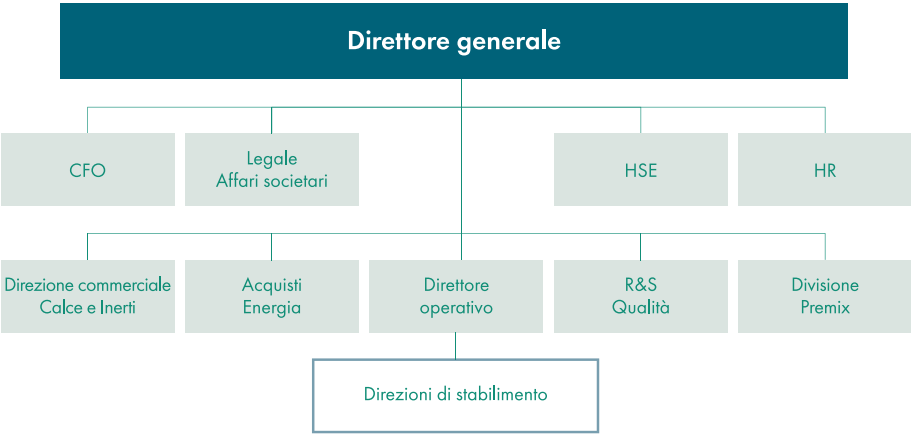 Direttore generale
CFO
Legale
Affari societari
HSE
HR
Direzione commerciale
Calce e Inerti
Acquisti
Energia
Direttore
operativo
R&S
Qualità
Divisione
Premix
Direzioni di stabilimento